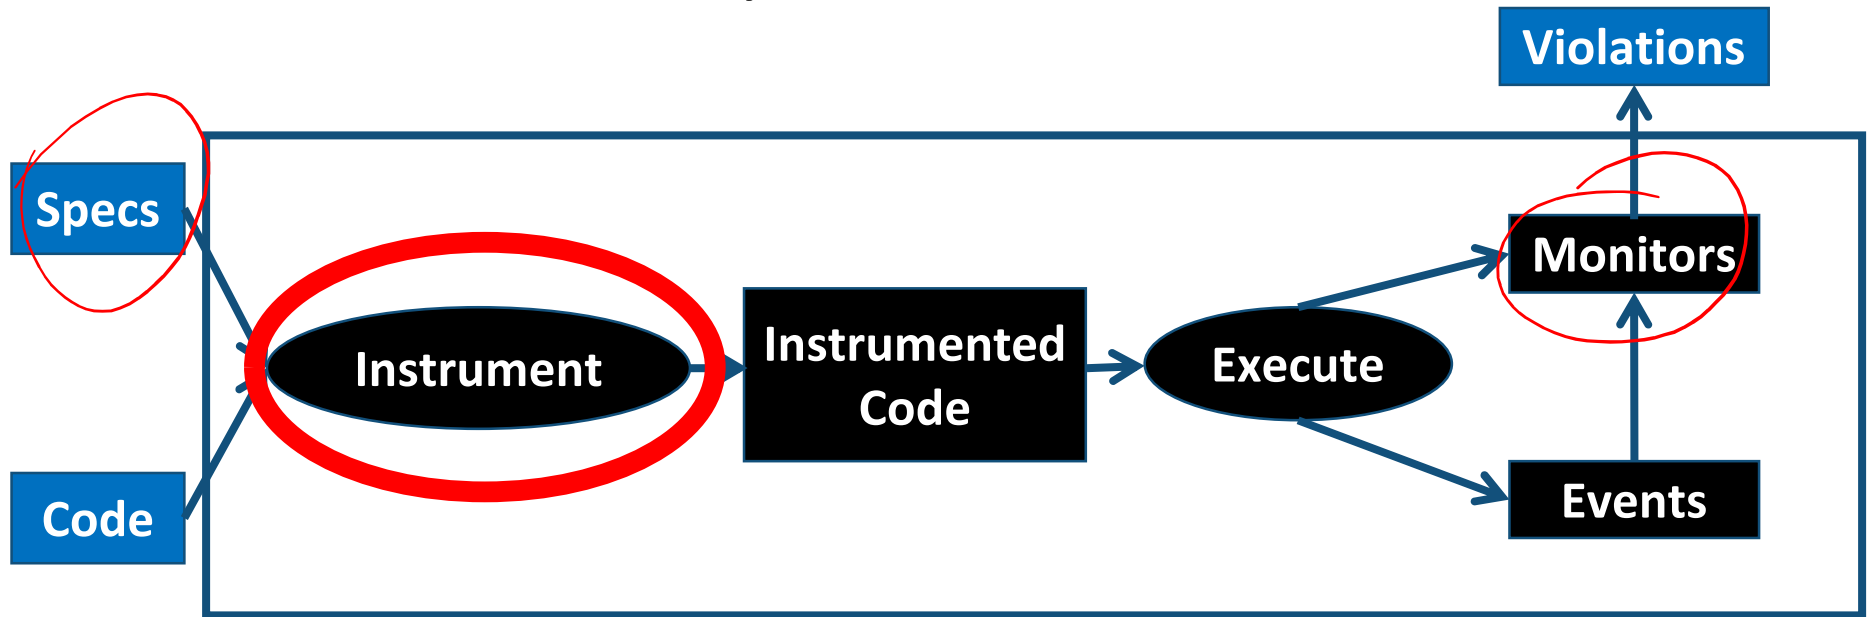 Violations
Specs
Monitors
Instrument
Instrumented
Code
Execute
Code
Events